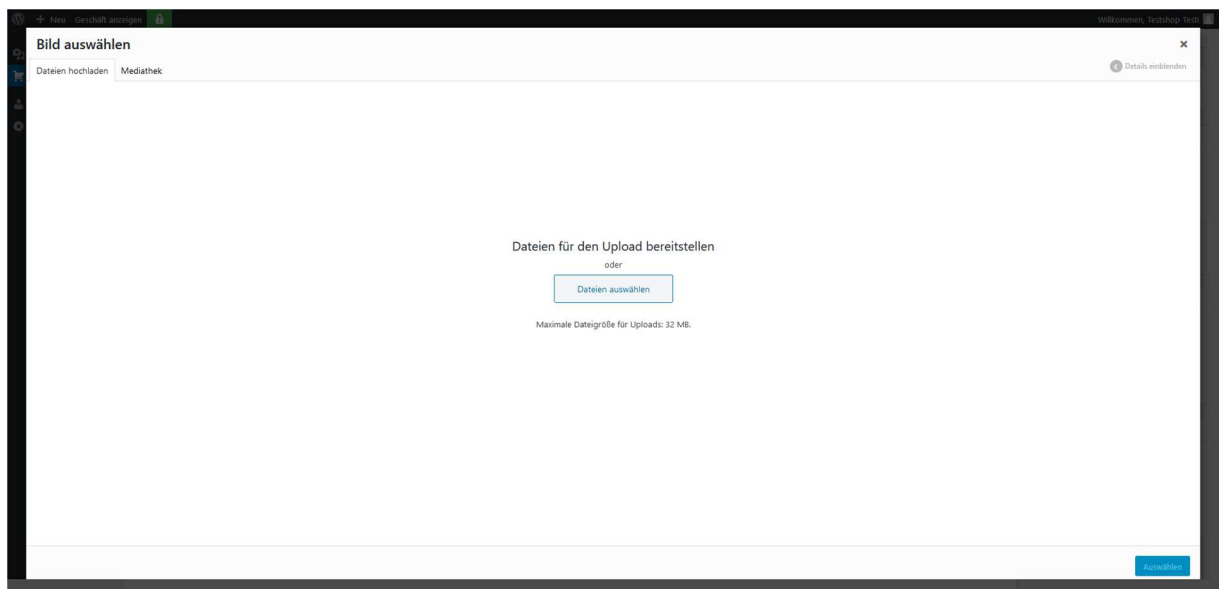 + Neu Geschäft anzeigen
Willkommen, Testshop Testi
Bild auswählen
Dateien hochladen
Mediathek
Details einblenden
Dateien für den Upload bereitstellen
oder
Dateien auswählen
Maximale Dateigröße für Uploads: 32 MB.
Auswählen